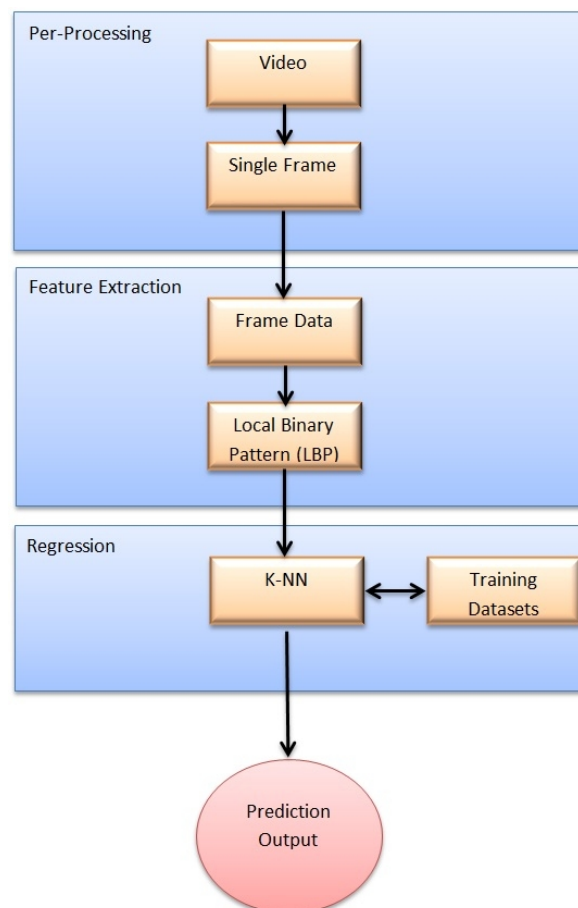 Per-Processing
Video
Single Frame
Feature Extraction
Frame Data
Local Binary
Pattern (LBP)
Regression
K-NN
Training
Datasets
Prediction
Output